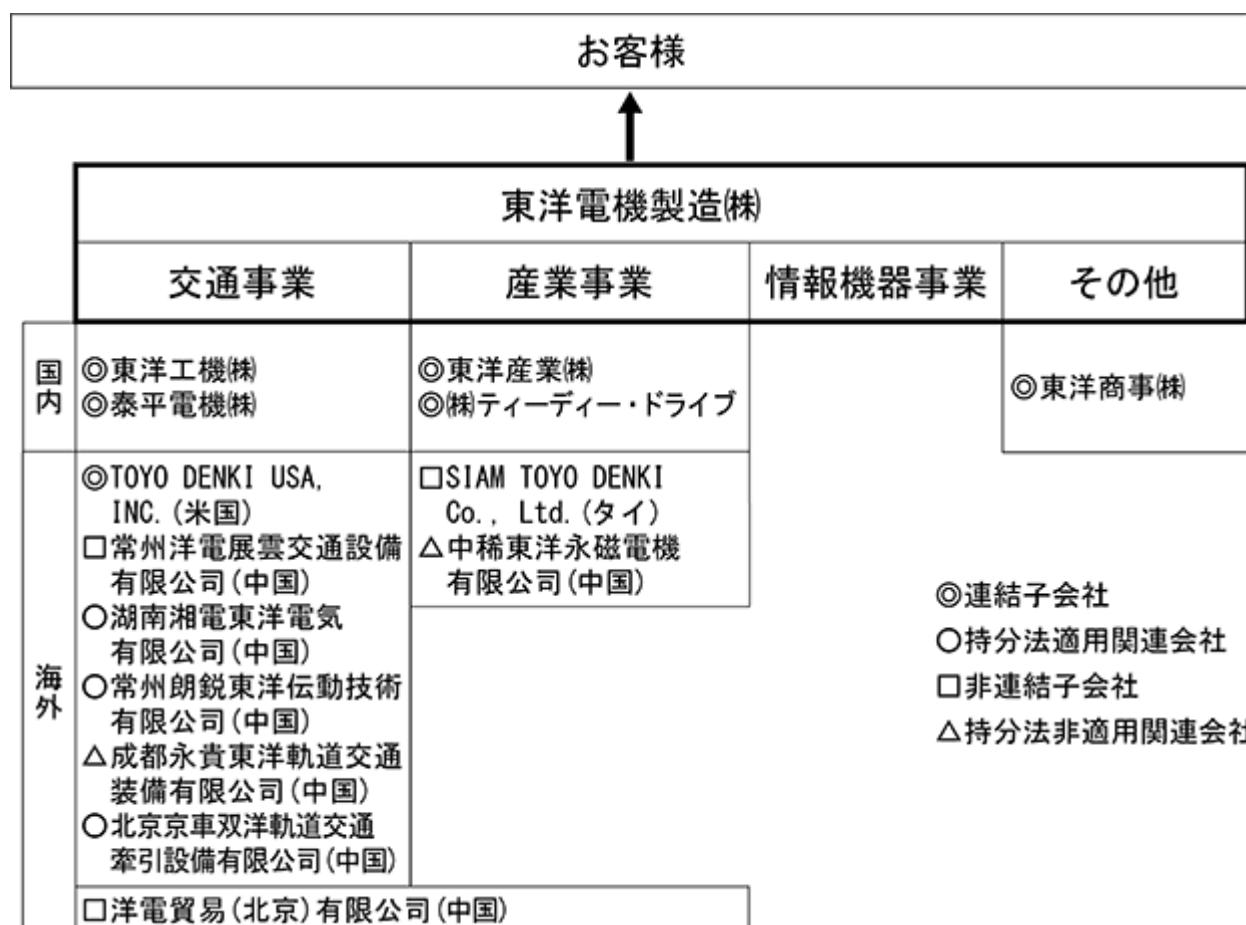 お客様
東洋電機製造㈱
交通事業
産業事業
情報機器事業
その他
国内
◎東洋工機㈱
◎泰平電機㈱
◎東洋産業㈱
◎㈱ティーディー・ドライブ
◎東洋商事㈱
海外
◎TOYO DENKI USA,
INC.(米国)
□常州洋電展雲交通設備
有限公司(中国)
○湖南湘電東洋電気
有限公司(中国)
○常州朗鋭東洋伝動技術
有限公司(中国)
△成都永貴東洋軌道交通
装備有限公司(中国)
○北京京車双洋軌道交通
牽引設備有限公司(中国)
□SIAM TOYO DENKI
Co., Ltd.(タイ)
△中稀東洋永磁電機
有限公司(中国)
□洋電貿易(北京)有限公司(中国)
◎連結子会社
○持分法適用関連会社
□非連結子会社
△持分法非適用関連会社